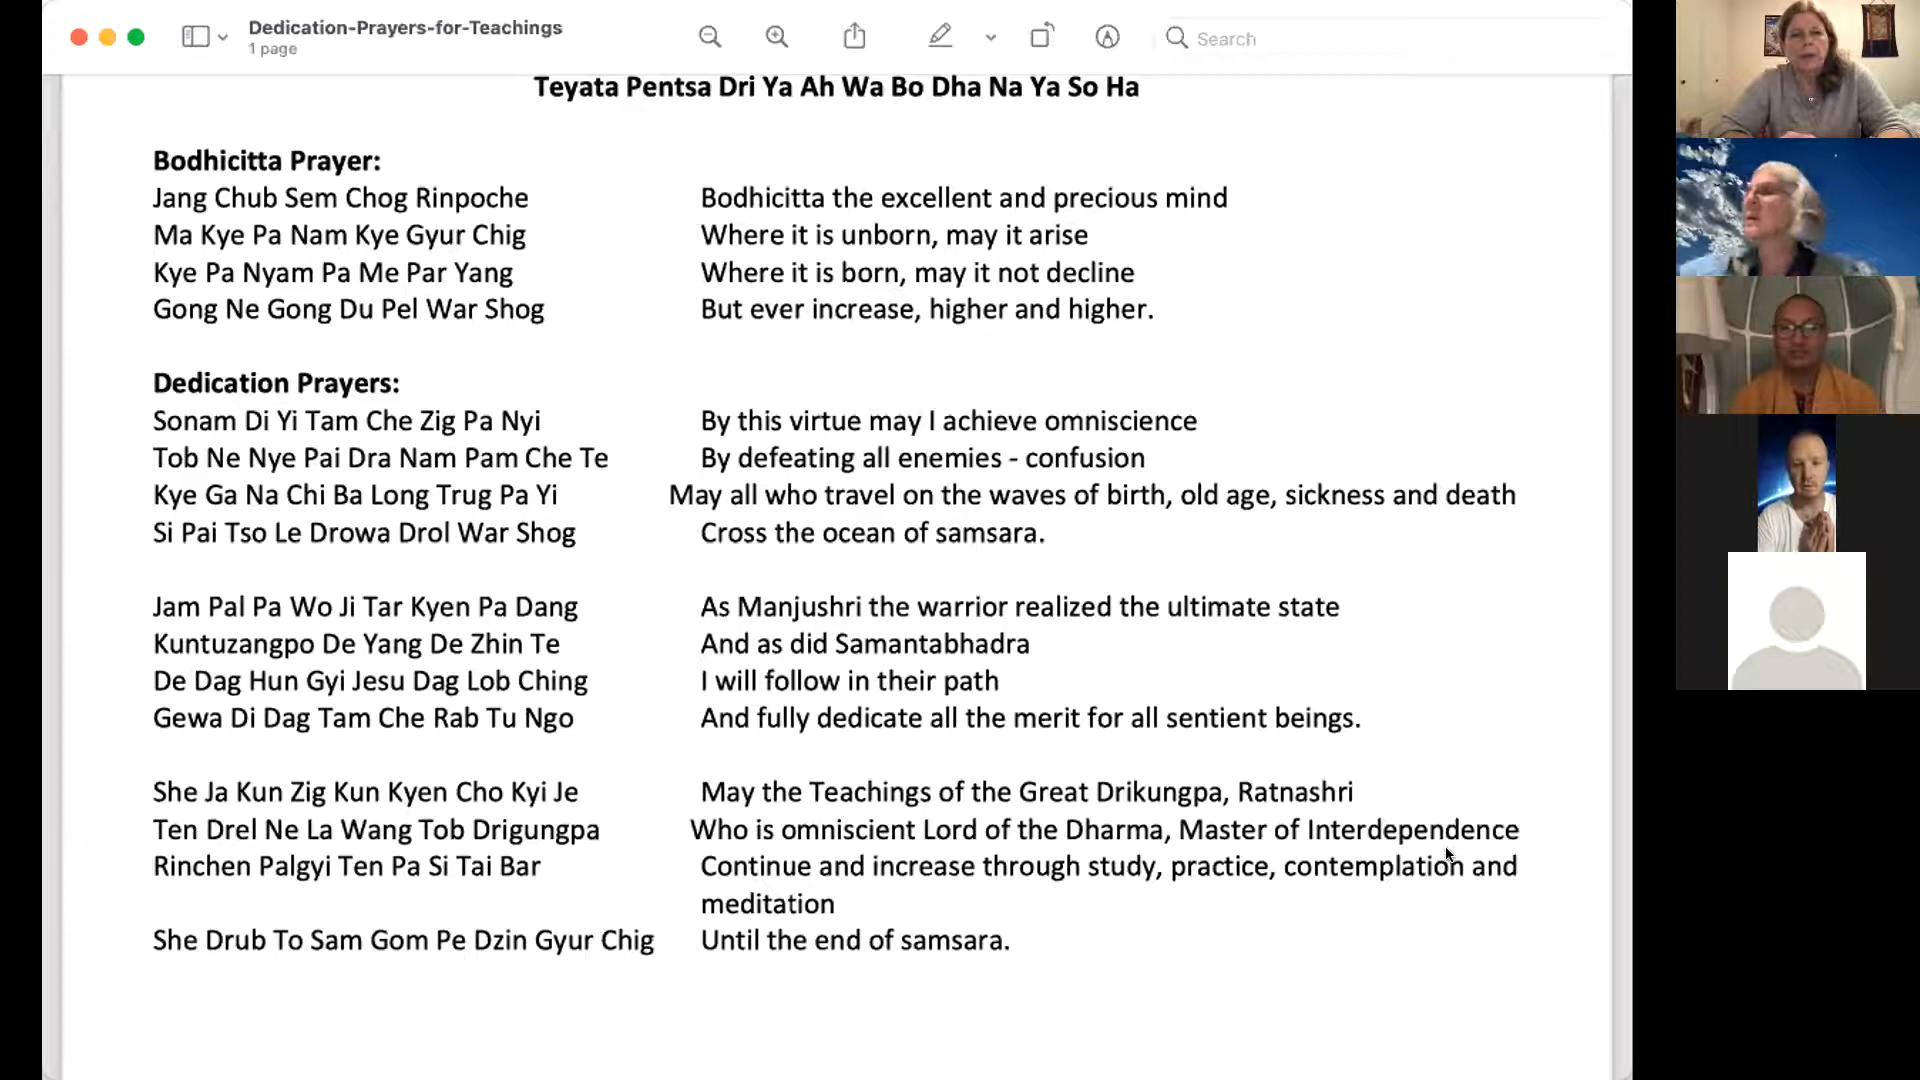 Dedication-Prayers-for-Teachings
1 page
Search
Teyata Pentsa Dri Ya Ah Wa Bo Dha Na Ya So Ha
Bodhicitta Prayer:
Jang Chub Sem Chog Rinpoche Bodhicitta the excellent and precious mind
Ma Kye Pa Nam Kye Gyur Chig Where it is unborn, may it arise
Kye Pa Nyam Pa Me Par Yang Where it is born, may it not decline
Gong Ne Gong Du Pel War Shog But ever increase, higher and higher.
Dedication Prayers:
Sonam Di Yi Tam Che Zig Pa Nyi By this virtue may I achieve omniscience
Tob Ne Nye Pai Dra Nam Pam Che Te By defeating all enemies - confusion
Kye Ga Na Chi Ba Long Trug Pa Yi May all who travel on the waves of birth, old age, sickness and death
Si Pai Tso Le Drowa Drol War Shog Cross the ocean of samsara.
Jam Pal Pa Wo Ji Tar Kyen Pa Dang As Manjushri the warrior realized the ultimate state
Kuntuzangpo De Yang De Zhin Te And as did Samantabhadra
De Dag Hun Gyi Jesu Dag Lob Ching I will follow in their path
Gewa Di Dag Tam Che Rab Tu Ngo And fully dedicate all the merit for all sentient beings.
She Ja Kun Zig Kun Kyen Cho Kyi Je May the Teachings of the Great Drikungpa, Ratnashri
Ten Drel Ne La Wang Tob Drigungpa Who is omniscient Lord of the Dharma, Master of Interdependence
Rinchen Palgyi Ten Pa Si Tai Bar Continue and increase through study, practice, contemplation and
meditation
She Drub To Sam Gom Pe Dzin Gyur Chig Until the end of samsara.